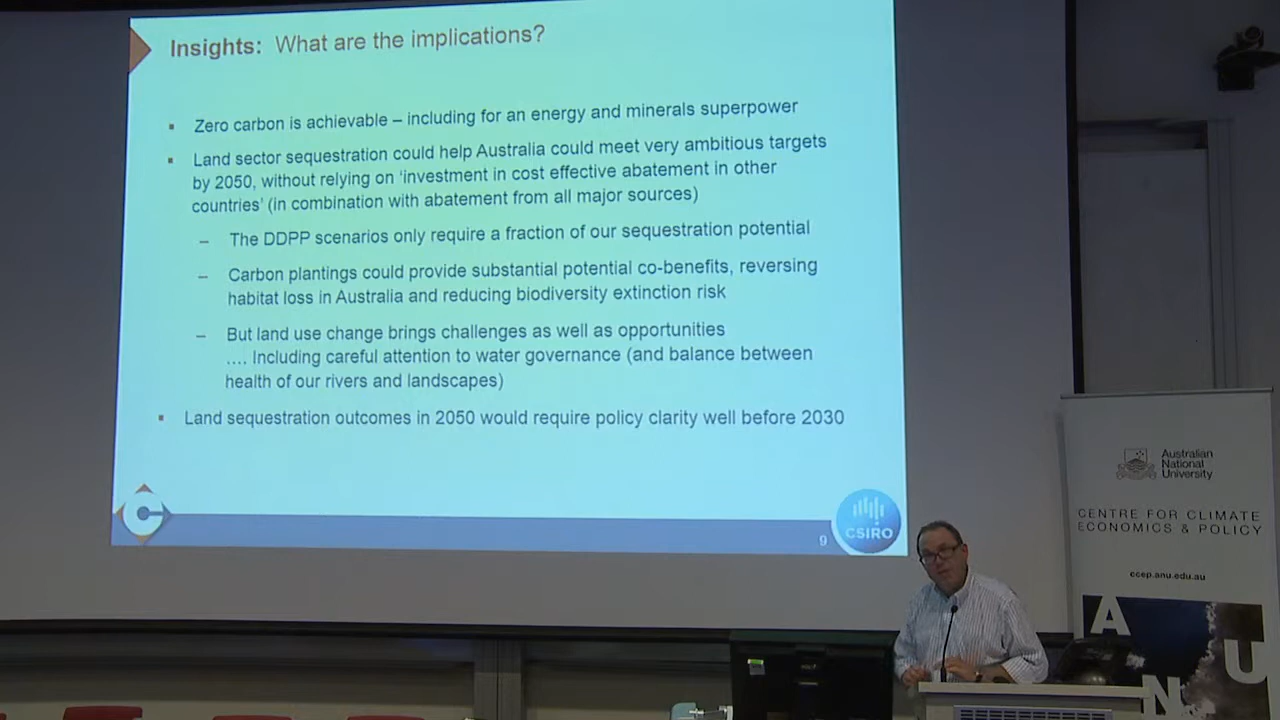 Insights: What are the implications?
▪ Zero carbon is achievable – including for an energy and minerals superpower
▪ Land sector sequestration could help Australia could meet very ambitious targets
by 2050, without relying on ‘investment in cost effective abatement in other
countries’ (in combination with abatement from all major sources)
– The DDPP scenarios only require a fraction of our sequestration potential
– Carbon plantings could provide substantial potential co-benefits, reversing
habitat loss in Australia and reducing biodiversity extinction risk
– But land use change brings challenges as well as opportunities
.... Including careful attention to water governance (and balance between
health of our rivers and landscapes)
▪ Land sequestration outcomes in 2050 would require policy clarity well before 2030
9
CSIRO
Australian
National
University
CENTRE FOR CLIMATE
ECONOMICS & POLICY
ccep.anu.edu.au
A
N
U